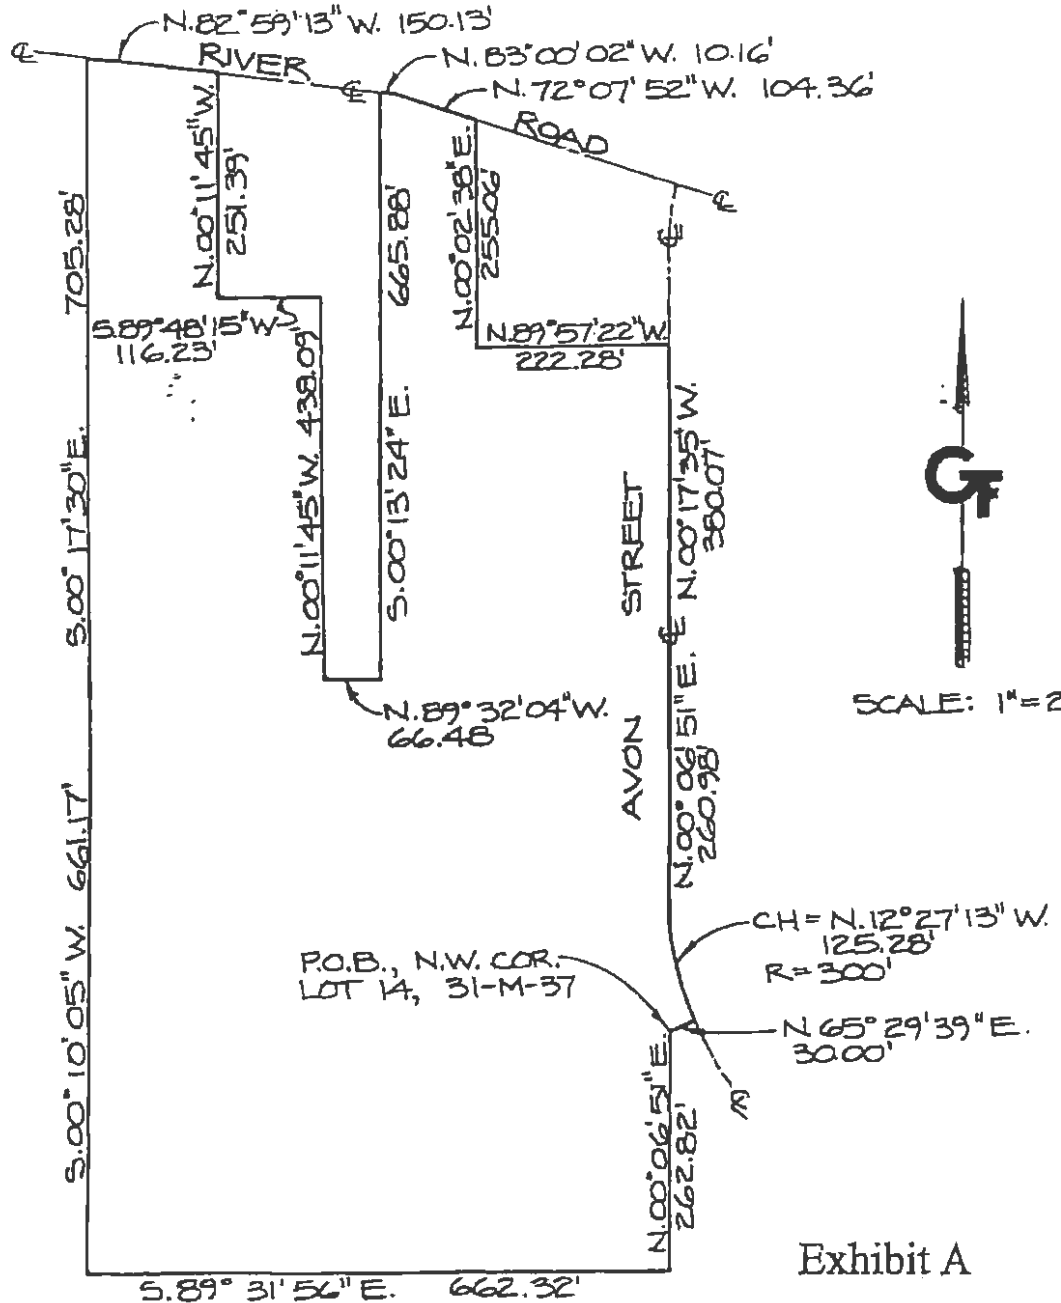 N.82°59'13"W. 150.13'
RIVER
N.83°00'02"W. 10.16'
N.72°07'52"W. 104.36'
ROAD
N.00°11'45"W.
251.39'
705.28'
665.88'
N.00°02'38"E.
255.06'
S.89°48'15"W
116.23'
N.89°57'22"W.
222.28'
N.00°11'45"W. 438.09'
S.00°13'24"E.
S.00°17'30"E.
STREET
N.00°17'35"W.
380.07'
GF
SCALE: 1"=2
N.89°32'04"W.
66.48
AVON
N.00°06'51"E.
260.98'
S.00°10'05"W. 661.17'
CH= N.12°27'13"W.
125.28'
R=300'
P.O.B., N.W. COR.
LOT 14, 31-M-37
N 65°29'39"E.
30.00'
N.00°06'51"E.
262.82'
Exhibit A
S.89°31'56"E. 662.32'